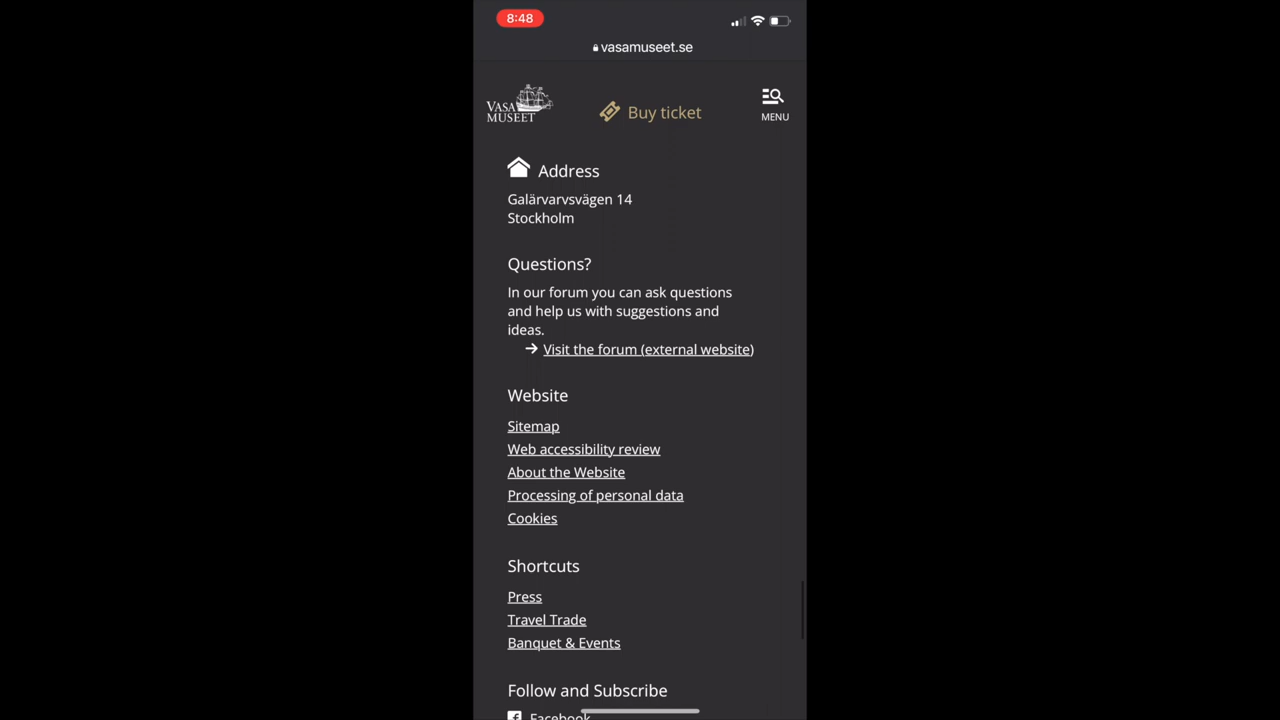 8:48
vasamuseet.se
VASA
MUSEET
Buy ticket
MENU
Address
Galärvarvsvägen 14
Stockholm
Questions?
In our forum you can ask questions
and help us with suggestions and
ideas.
Visit the forum (external website)
Website
Sitemap
Web accessibility review
About the Website
Processing of personal data
Cookies
Shortcuts
Press
Travel Trade
Banquet & Events
Follow and Subscribe
Facebook